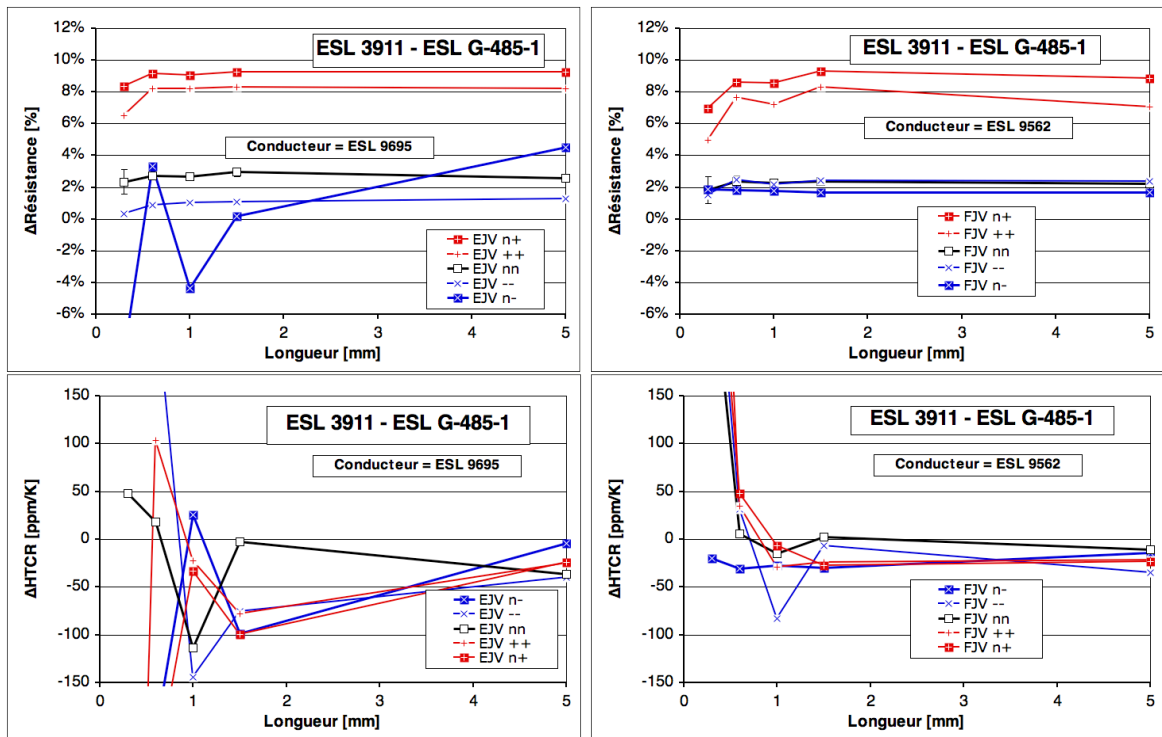 12%
10%
8%
6%
4%
2%
0%
-2%
-4%
-6%
ΔRésistance [%]
ESL 3911 - ESL G-485-1
Conducteur = ESL 9695
EJV n+
EJV ++
EJV nn
EJV --
EJV n-
0 1 2 3 4 5
Longueur [mm]
12%
10%
8%
6%
4%
2%
0%
-2%
-4%
-6%
ΔRésistance [%]
ESL 3911 - ESL G-485-1
Conducteur = ESL 9562
FJV n+
FJV ++
FJV nn
FJV --
FJV n-
0 1 2 3 4 5
Longueur [mm]
150
100
50
0
-50
-100
-150
ΔHTCR [ppm/K]
ESL 3911 - ESL G-485-1
Conducteur = ESL 9695
EJV n-
EJV --
EJV nn
EJV ++
EJV n+
0 1 2 3 4 5
Longueur [mm]
150
100
50
0
-50
-100
-150
ΔHTCR [ppm/K]
ESL 3911 - ESL G-485-1
Conducteur = ESL 9562
FJV n-
FJV --
FJV nn
FJV ++
FJV n+
0 1 2 3 4 5
Longueur [mm]